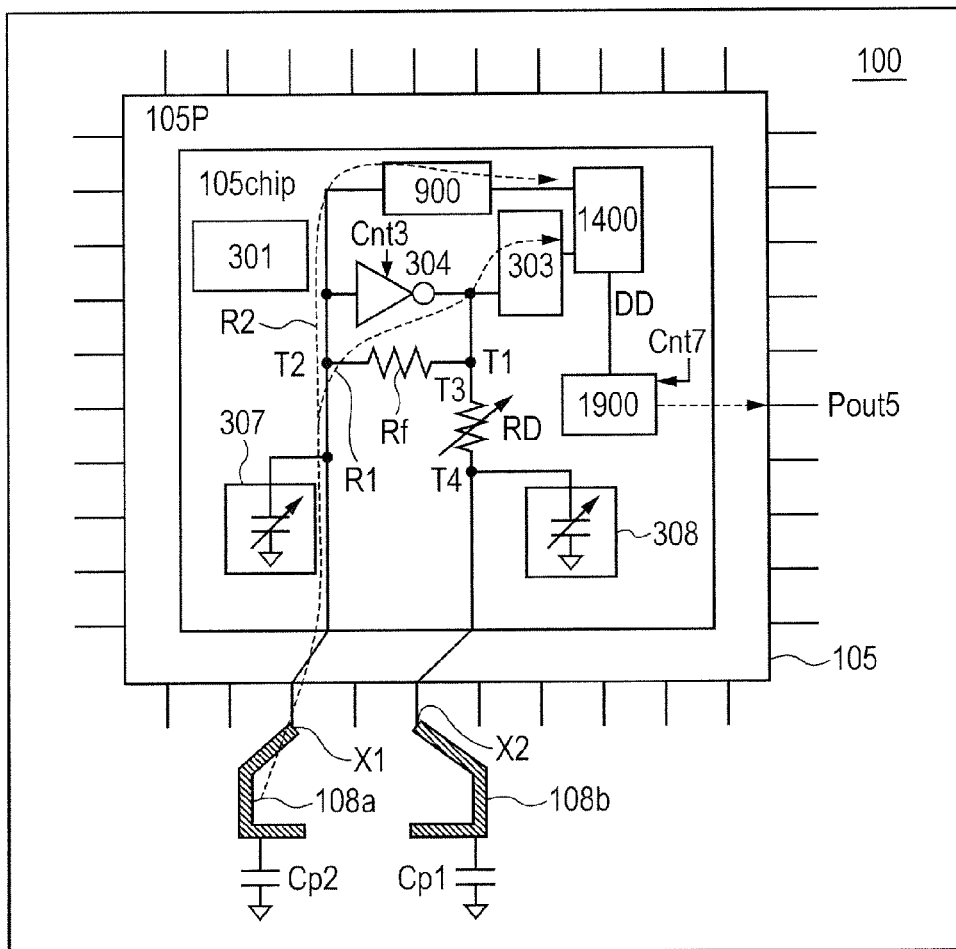 100
105P
105chip
900
1400
Cnt3
304
303
301
R2
DD
Cnt7
T2
T1
T3
1900
Pout5
Rf
RD
307
R1
T4
308
105
X1
X2
108a
108b
Cp2
Cp1